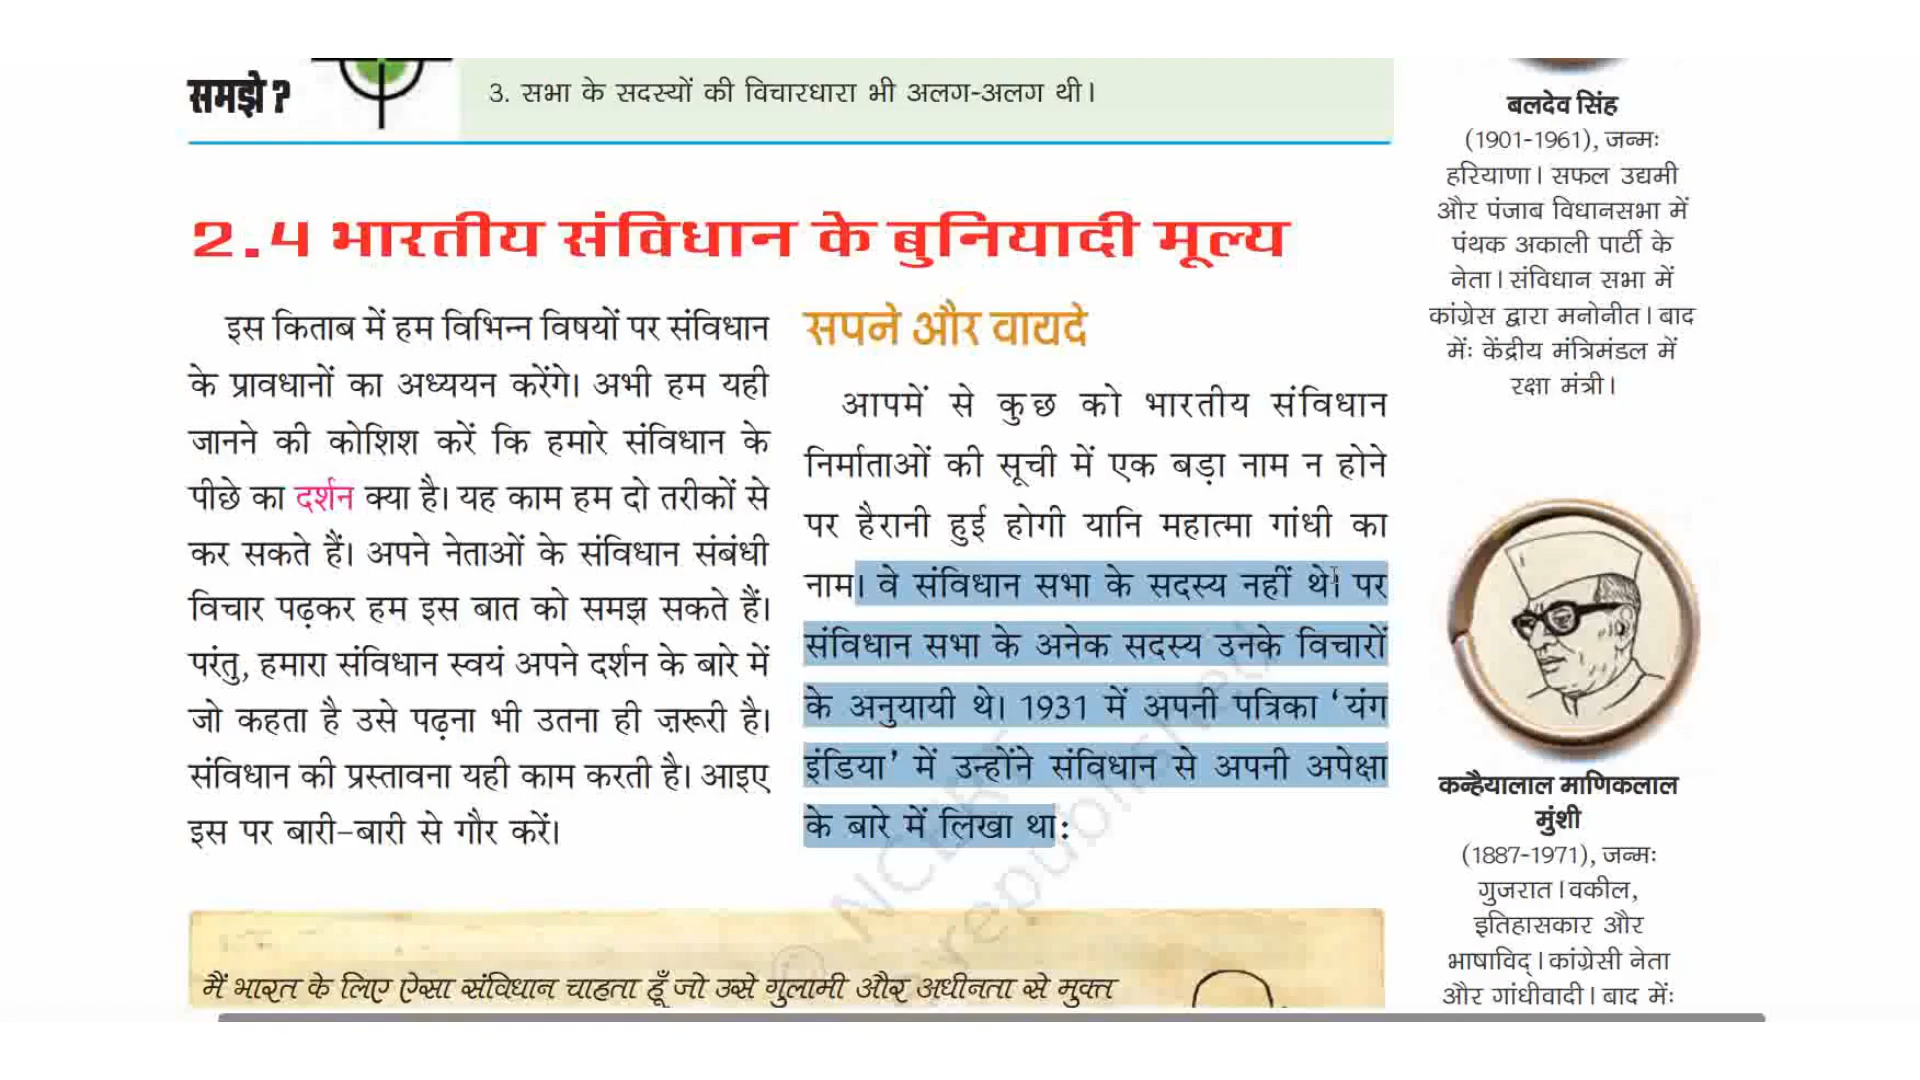 समझे ?
3. सभा के सदस्यों की विचारधारा भी अलग-अलग थी।
2.4 भारतीय संविधान के बुनियादी मूल्य
इस किताब में हम विभिन्न विषयों पर संविधान
के प्रावधानों का अध्ययन करेंगे। अभी हम यही
जानने की कोशिश करें कि हमारे संविधान के
पीछे का दर्शन क्या है। यह काम हम दो तरीकों से
कर सकते हैं। अपने नेताओं के संविधान संबंधी
विचार पढ़कर हम इस बात को समझ सकते हैं।
परंतु, हमारा संविधान स्वयं अपने दर्शन के बारे में
जो कहता है उसे पढ़ना भी उतना ही ज़रूरी है।
संविधान की प्रस्तावना यही काम करती है। आइए
इस पर बारी-बारी से गौर करें।
सपने और वायदे
आपमें से कुछ को भारतीय संविधान
निर्माताओं की सूची में एक बड़ा नाम न होने
पर हैरानी हुई होगी यानि महात्मा गांधी का
नाम। वे संविधान सभा के सदस्य नहीं थे। पर
संविधान सभा के अनेक सदस्य उनके विचारों
के अनुयायी थे। 1931 में अपनी पत्रिका ‘यंग
इंडिया’ में उन्होंने संविधान से अपनी अपेक्षा
के बारे में लिखा था:
मैं भारत के लिए ऐसा संविधान चाहता हूँ जो उसे गुलामी और अधीनता से मुक्त
बलदेव सिंह
(1901-1961), जन्मः
हरियाणा। सफल उद्यमी
और पंजाब विधानसभा में
पंथक अकाली पार्टी के
नेता। संविधान सभा में
कांग्रेस द्वारा मनोनीत। बाद
मेंः केंद्रीय मंत्रिमंडल में
रक्षा मंत्री।
कन्हैयालाल माणिकलाल
मुंशी
(1887-1971), जन्मः
गुजरात। वकील,
इतिहासकार और
भाषाविद्। कांग्रेसी नेता
और गांधीवादी। बाद मेंः
© NCERT
republished